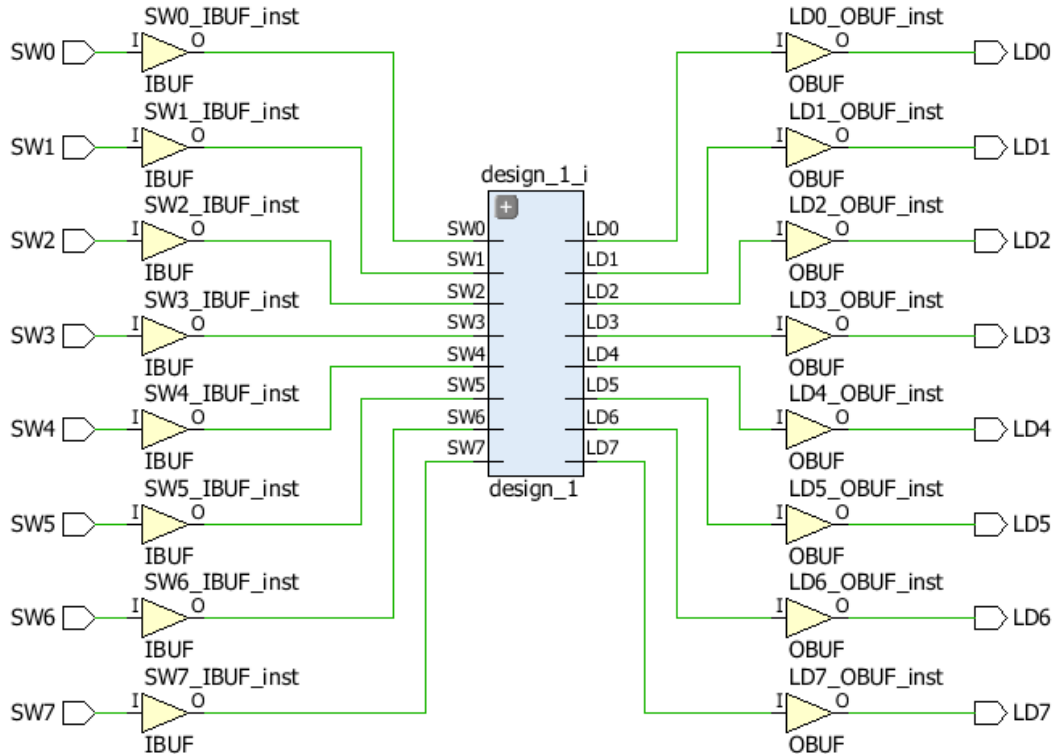 SW0_IBUF_inst
LD0_OBUF_inst
SW0 I O
I O LD0
IBUF
OBUF
SW1_IBUF_inst
LD1_OBUF_inst
SW1 I O
I O LD1
IBUF
OBUF
design_1_i
+
SW2_IBUF_inst
LD2_OBUF_inst
SW2 I O
I O LD2
IBUF
OBUF
SW0 LD0
SW1 LD1
SW2 LD2
SW3 LD3
SW4 LD4
SW5 LD5
SW6 LD6
SW7 LD7
design_1
SW3_IBUF_inst
LD3_OBUF_inst
SW3 I O
I O LD3
IBUF
OBUF
SW4_IBUF_inst
LD4_OBUF_inst
SW4 I O
I O LD4
IBUF
OBUF
SW5_IBUF_inst
LD5_OBUF_inst
SW5 I O
I O LD5
IBUF
OBUF
SW6_IBUF_inst
LD6_OBUF_inst
SW6 I O
I O LD6
IBUF
OBUF
SW7_IBUF_inst
LD7_OBUF_inst
SW7 I O
I O LD7
IBUF
OBUF